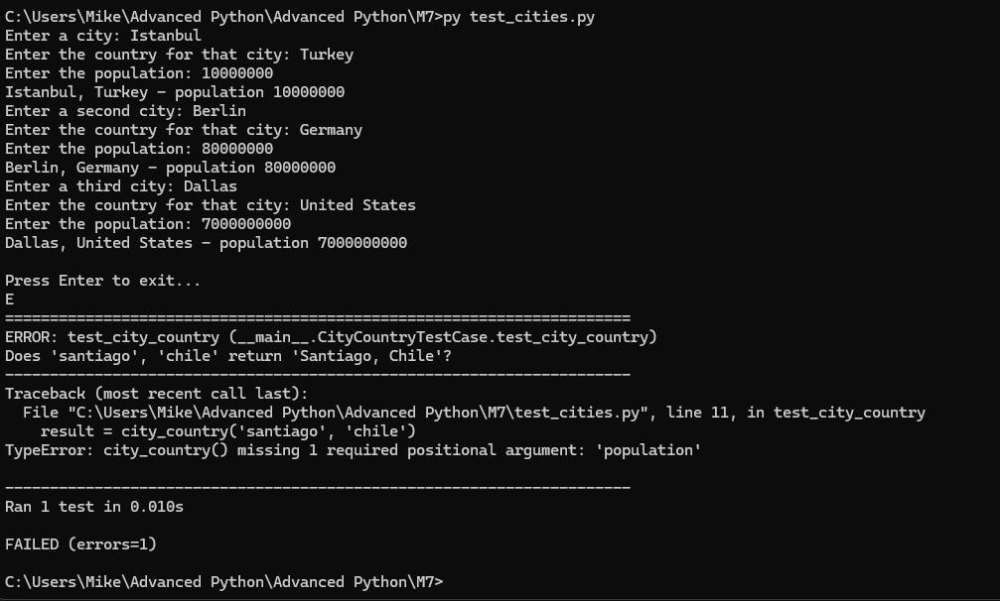 C:\Users\Mike\Advanced Python\Advanced Python\M7>py test_cities.py
Enter a city: Istanbul
Enter the country for that city: Turkey
Enter the population: 10000000
Istanbul, Turkey - population 10000000
Enter a second city: Berlin
Enter the country for that city: Germany
Enter the population: 80000000
Berlin, Germany - population 80000000
Enter a third city: Dallas
Enter the country for that city: United States
Enter the population: 7000000000
Dallas, United States - population 7000000000

Press Enter to exit...
E
======================================================================
ERROR: test_city_country (__main__.CityCountryTestCase.test_city_country)
Does 'santiago', 'chile' return 'Santiago, Chile'?
----------------------------------------------------------------------
Traceback (most recent call last):
  File "C:\Users\Mike\Advanced Python\Advanced Python\M7\test_cities.py", line 11, in test_city_country
    result = city_country('santiago', 'chile')
TypeError: city_country() missing 1 required positional argument: 'population'

----------------------------------------------------------------------
Ran 1 test in 0.010s

FAILED (errors=1)

C:\Users\Mike\Advanced Python\Advanced Python\M7>